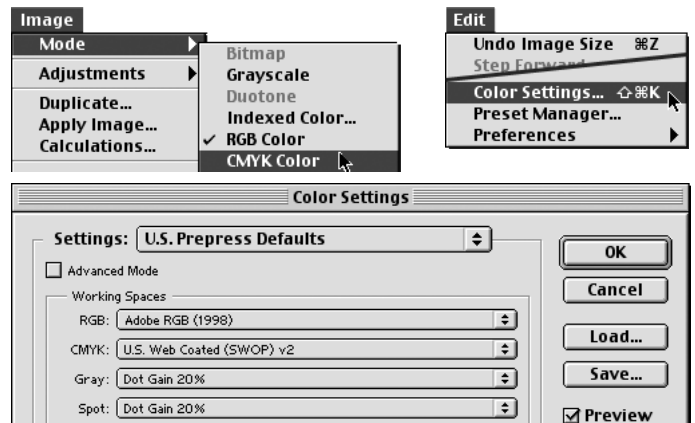 Image
Mode
Adjustments
Duplicate...
Apply Image...
Calculations...
Bitmap
Grayscale
Duotone
Indexed Color...
✓ RGB Color
CMYK Color
Edit
Undo Image Size ⌘Z
Step Forward
Color Settings... ⇧⌘K
Preset Manager...
Preferences
Color Settings
Settings: U.S. Prepress Defaults
Advanced Mode
Working Spaces
RGB: Adobe RGB (1998)
CMYK: U.S. Web Coated (SWOP) v2
Gray: Dot Gain 20%
Spot: Dot Gain 20%
OK
Cancel
Load...
Save...
Preview